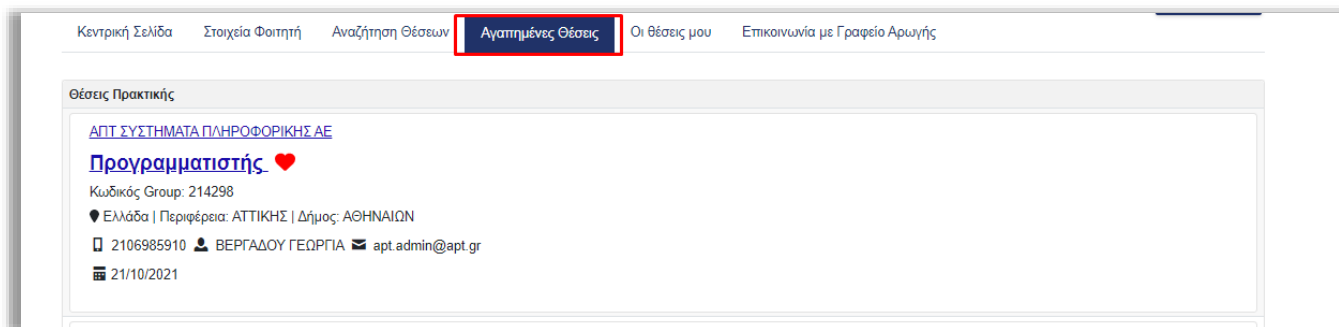 Κεντρική Σελίδα Στοιχεία Φοιτητή Αναζήτηση Θέσεων Αγαπημένες Θέσεις Οι θέσεις μου Επικοινωνία με Γραφείο Αρωγής
Θέσεις Πρακτικής
ΑΠΤ ΣΥΣΤΗΜΑΤΑ ΠΛΗΡΟΦΟΡΙΚΗΣ ΑΕ
Προγραμματιστής
Κωδικός Group: 214298
Ελλάδα | Περιφέρεια: ΑΤΤΙΚΗΣ | Δήμος: ΑΘΗΝΑΙΩΝ
2106985910 ΒΕΡΓΑΔΟΥ ΓΕΩΡΓΙΑ apt.admin@apt.gr
21/10/2021